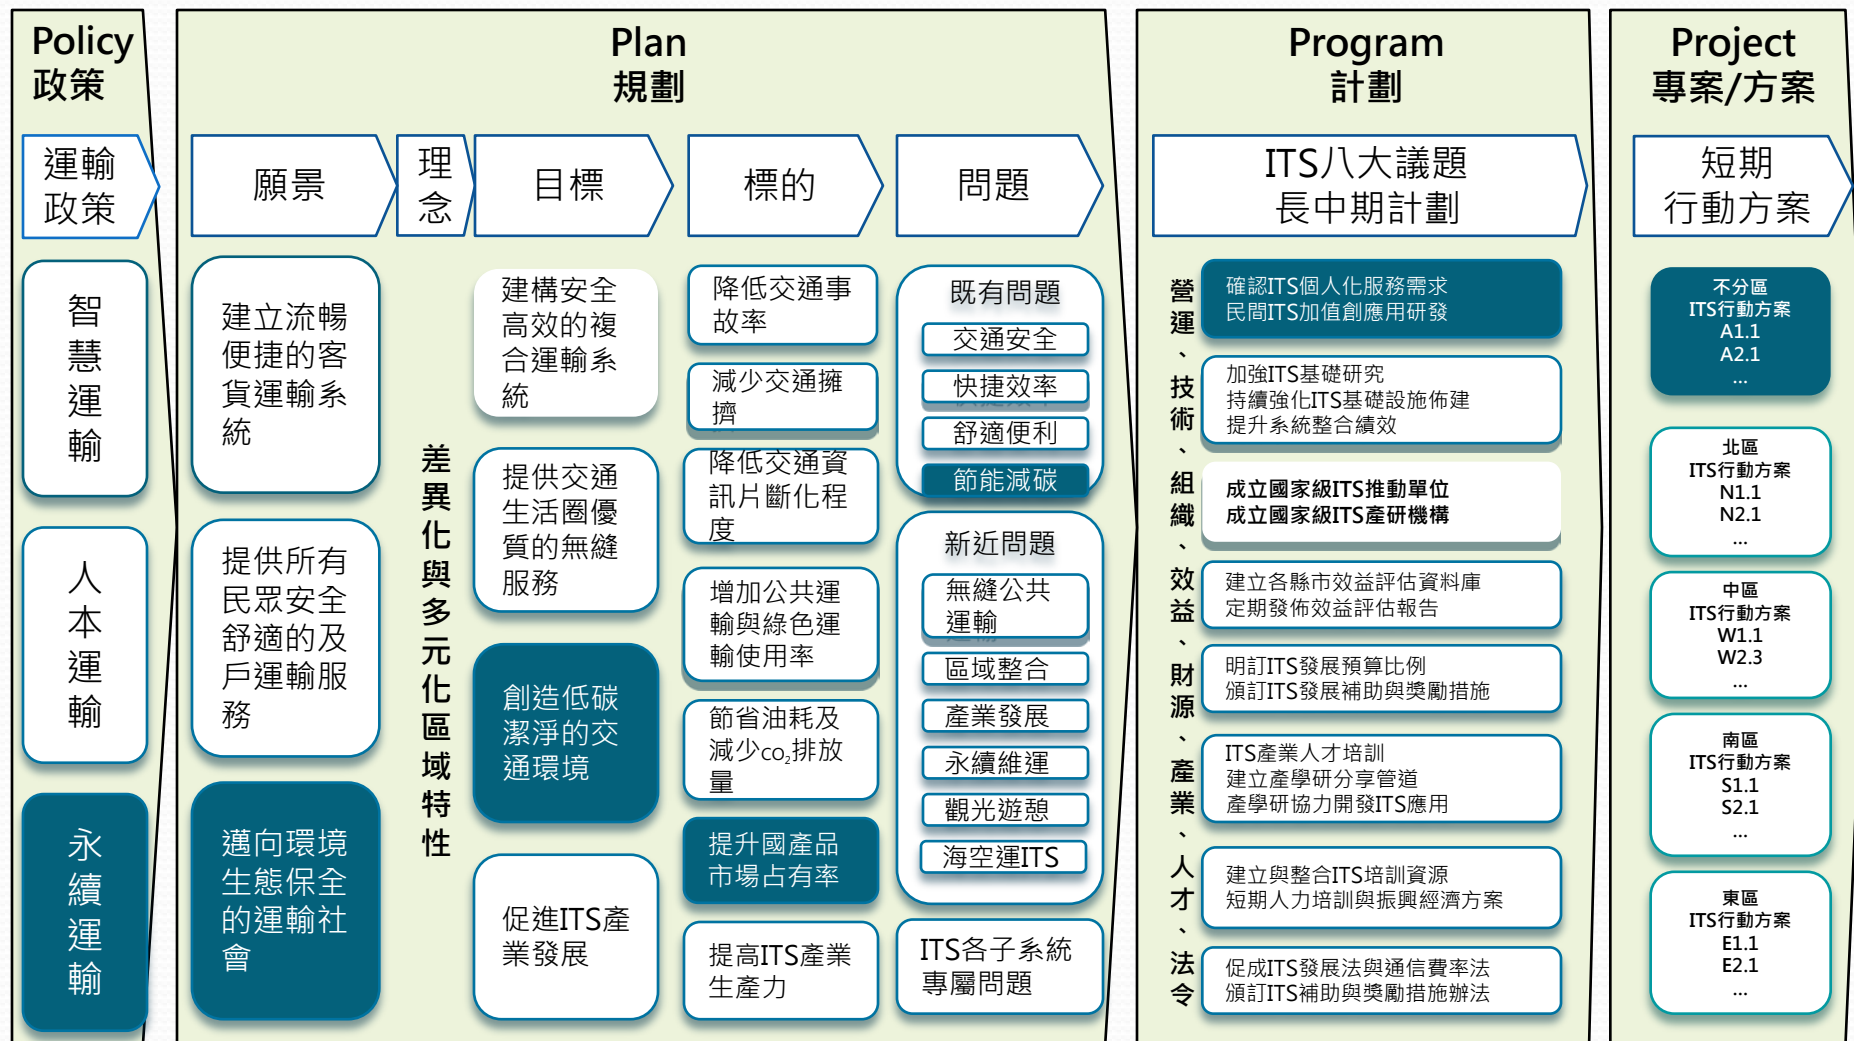 Policy
政策
運輸
政策
智
慧
運
輸
人
本
運
輸
永
續
運
輸
Plan
規劃
願景
建立流暢
便捷的客
貨運輸系
統
提供所有
民眾安全
舒適的及
戶運輸服
務
邁向環境
生態保全
的運輸社
會
理
念
差
異
化
與
多
元
化
區
域
特
性
目標
建構安全
高效的複
合運輸系
統
提供交通
生活圈優
質的無縫
服務
創造低碳
潔淨的交
通環境
促進ITS產
業發展
標的
降低交通事
故率
減少交通擁
擠
降低交通資
訊片斷化程
度
增加公共運
輸與綠色運
輸使用率
節省油耗及
減少co₂排放
量
提升國產品
市場占有率
提高ITS產業
生產力
問題
既有問題
交通安全
快捷效率
舒適便利
節能減碳
新近問題
無縫公共
運輸
區域整合
產業發展
永續維運
觀光遊憩
海空運ITS
ITS各子系統
專屬問題
Program
計劃
ITS八大議題
長中期計劃
營
運
、
技
術
、
組
織
、
效
益
、
財
源
、
產
業
、
人
才
、
法
令
確認ITS個人化服務需求
民間ITS加值創應用研發
加強ITS基礎研究
持續強化ITS基礎設施佈建
提升系統整合績效
成立國家級ITS推動單位
成立國家級ITS產研機構
建立各縣市效益評估資料庫
定期發佈效益評估報告
明訂ITS發展預算比例
頒訂ITS發展補助與獎勵措施
ITS產業人才培訓
建立產學研分享管道
產學研協力開發ITS應用
建立與整合ITS培訓資源
短期人力培訓與振興經濟方案
促成ITS發展法與通信費率法
頒訂ITS補助與獎勵措施辦法
Project
專案/方案
短期
行動方案
不分區
ITS行動方案
A1.1
A2.1
...
北區
ITS行動方案
N1.1
N2.1
...
中區
ITS行動方案
W1.1
W2.3
...
南區
ITS行動方案
S1.1
S2.1
...
東區
ITS行動方案
E1.1
E2.1
...